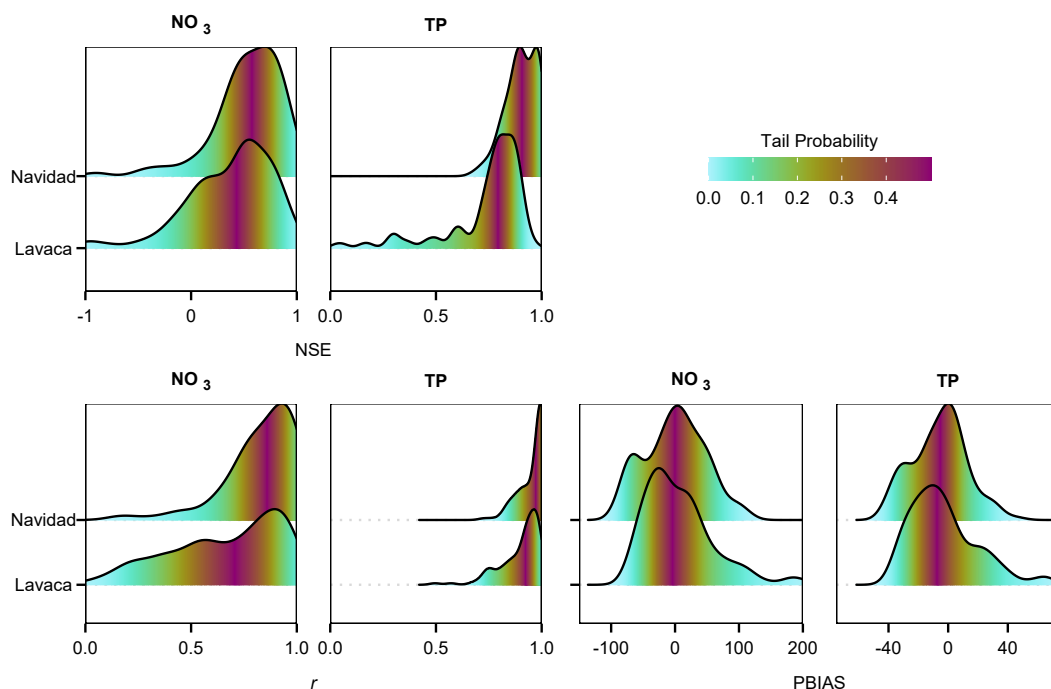 NO 3
TP
Tail Probability
0.0 0.1 0.2 0.3 0.4
Navidad
Lavaca
-1 0 1
0.0 0.5 1.0
NSE
NO 3
TP
NO 3
TP
Navidad
Lavaca
0.0 0.5 1.0
0.0 0.5 1.0
-100 0 100 200
-40 0 40
r
PBIAS